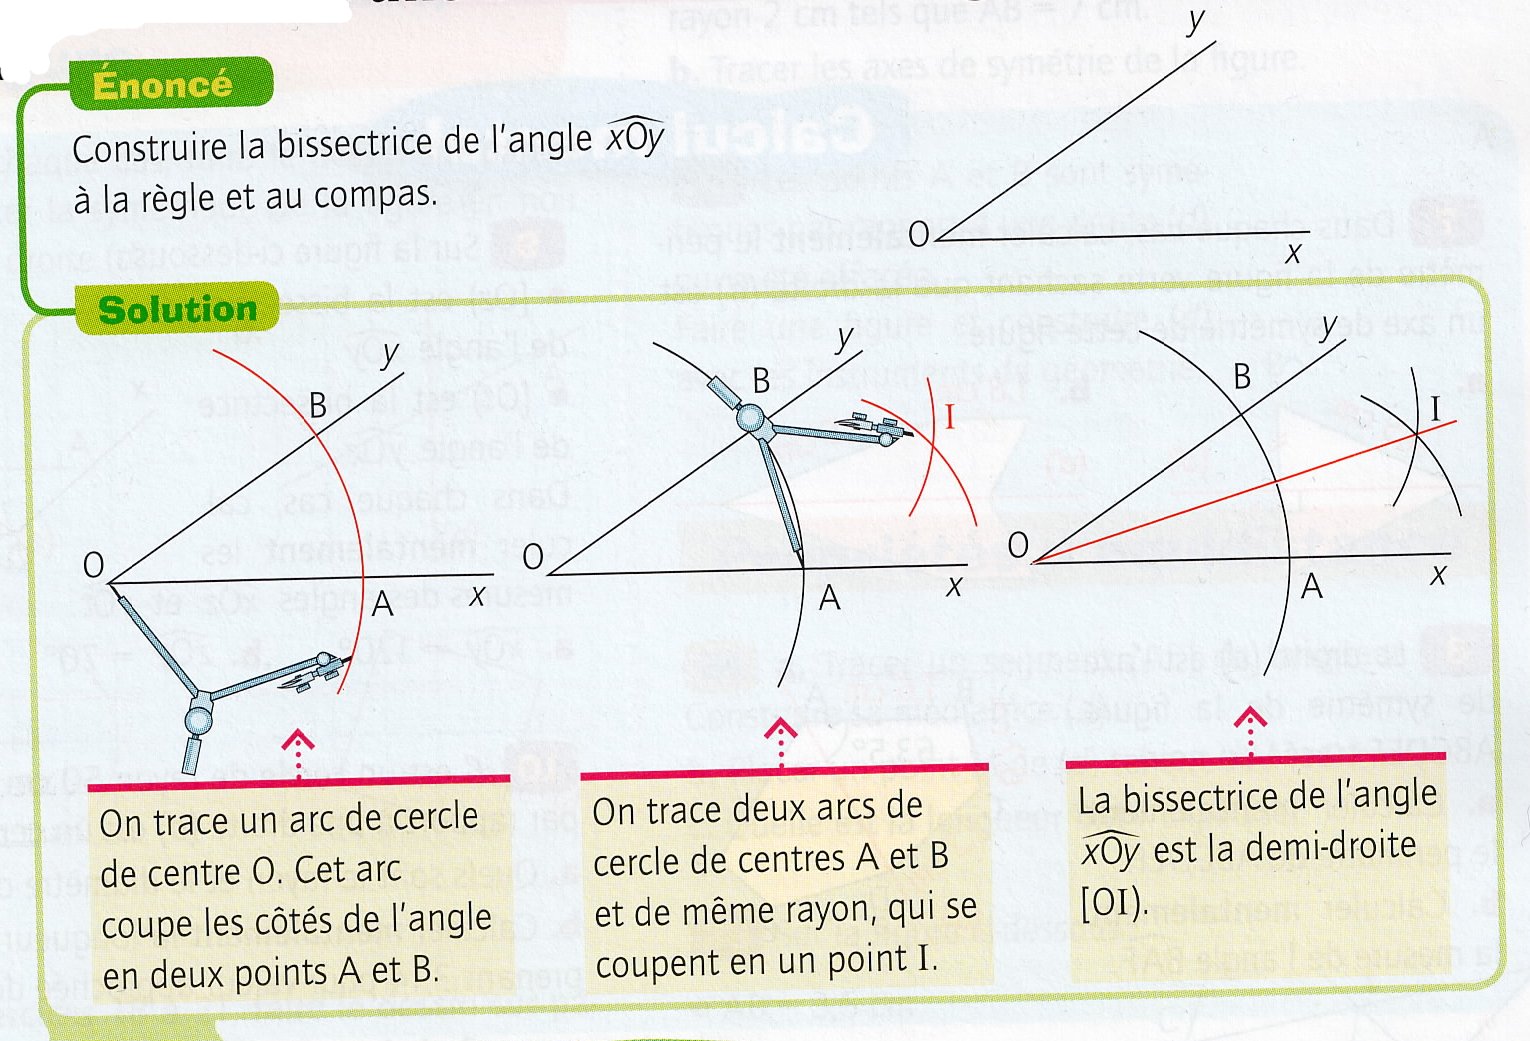 y
Énoncé
Construire la bissectrice de l'angle xOy
à la règle et au compas.
O
x
Solution
y
B
O
A
x
y
B
I
O
A
x
y
B
I
O
A
x
On trace un arc de cercle
de centre O. Cet arc
coupe les côtés de l'angle
en deux points A et B.
On trace deux arcs de
cercle de centres A et B
et de même rayon, qui se
coupent en un point I.
La bissectrice de l'angle
xOy est la demi-droite
[OI).